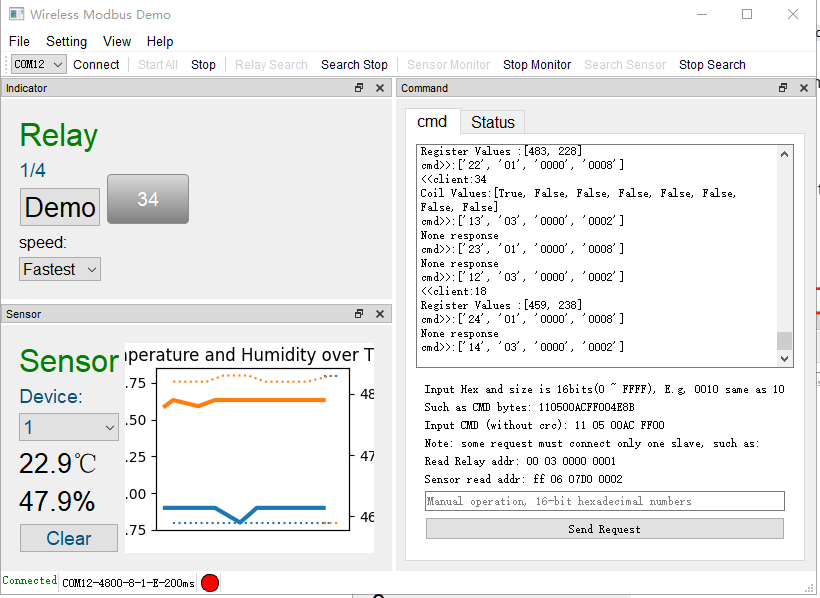 Wireless Modbus Demo
File Setting View Help
COM12 Connect Start All Stop Relay Search Search Stop Sensor Monitor Stop Monitor Search Sensor Stop Search
Indicator
Relay
1/4
Demo 34
speed:
Fastest
Sensor
Sensor
Device:
1
22.9℃
47.9%
Clear
perature and Humidity over T
.75
.50
.25
.00
.75
48
47
46
Command
cmd Status
Register Values :[483, 228]
cmd>>:['22', '01', '0000', '0008']
<<client:34
Coil Values:[True, False, False, False, False, False,
False, False]
cmd>>:['13', '03', '0000', '0002']
None response
cmd>>:['23', '01', '0000', '0008']
None response
cmd>>:['12', '03', '0000', '0002']
<<client:18
Register Values :[459, 238]
cmd>>:['24', '01', '0000', '0008']
None response
cmd>>:['14', '03', '0000', '0002']
Input Hex and size is 16bits(0 ~ FFFF), E.g, 0010 same as 10
Such as CMD bytes: 110500ACFF004E8B
Input CMD (without crc): 11 05 00AC FF00
Note: some request must connect only one slave, such as:
Read Relay addr: 00 03 0000 0001
Sensor read addr: ff 06 07D0 0002
Manual operation, 16-bit hexadecimal numbers
Send Request
Connected COM12-4800-8-1-E-200ms